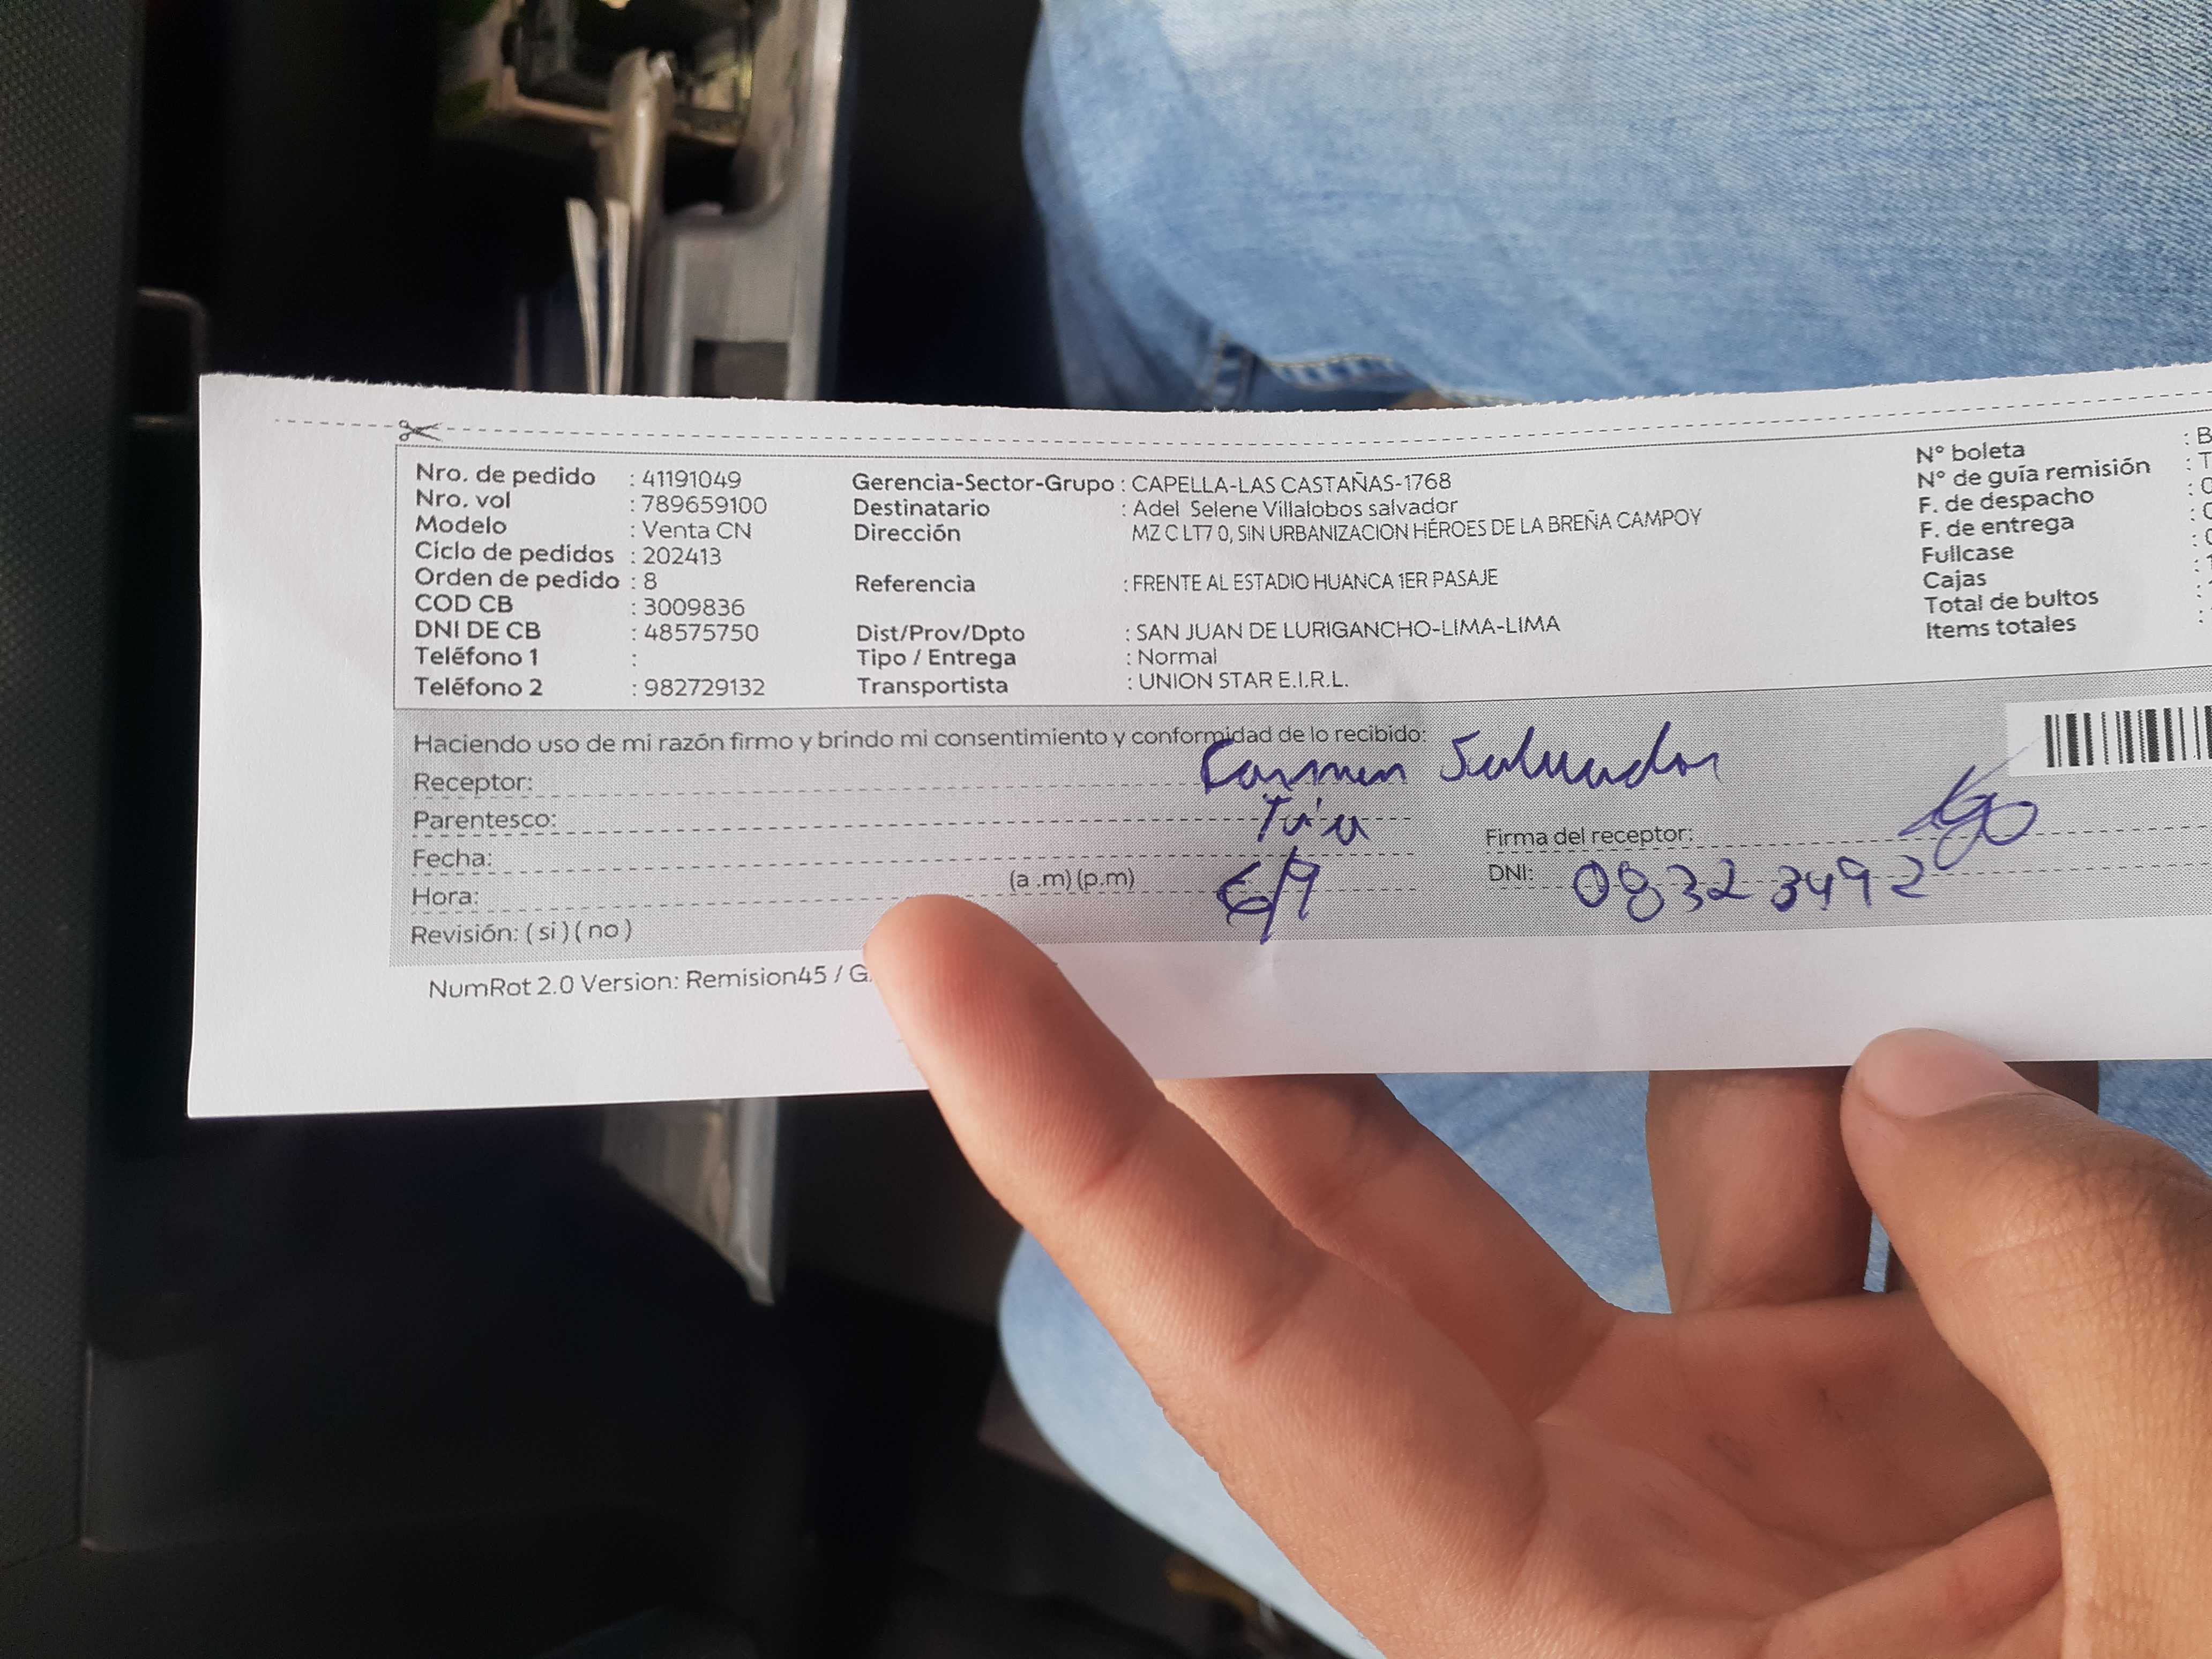 Nro. de pedido : 41191049
Nro. vol : 789659100
Modelo : Venta CN
Ciclo de pedidos : 202413
Orden de pedido : 8
COD CB : 3009836
DNI DE CB : 48575750
Teléfono 1 :
Teléfono 2 : 982729132
Gerencia-Sector-Grupo : CAPELLA-LAS CASTAÑAS-1768
Destinatario : Adel Selene Villalobos salvador
Dirección MZ C LT7 0, SIN URBANIZACION HÉROES DE LA BREÑA CAMPOY
Referencia : FRENTE AL ESTADIO HUANCA 1ER PASAJE
Dist/Prov/Dpto : SAN JUAN DE LURIGANCHO-LIMA-LIMA
Tipo / Entrega : Normal
Transportista : UNION STAR E.I.R.L.
N° boleta : B
N° de guía remisión : T
F. de despacho : 0
F. de entrega : 0
Fullcase : 0
Cajas : 1
Total de bultos :
Items totales :
Haciendo uso de mi razón firmo y brindo mi consentimiento y conformidad de lo recibido:
Receptor: Carmen Salvador
Parentesco: Tía
Fecha: 6/9
Hora: (a .m) (p.m)
Revisión: ( si ) ( no )
Firma del receptor:
DNI: 08323492
NumRot 2.0 Version: Remision45 / G